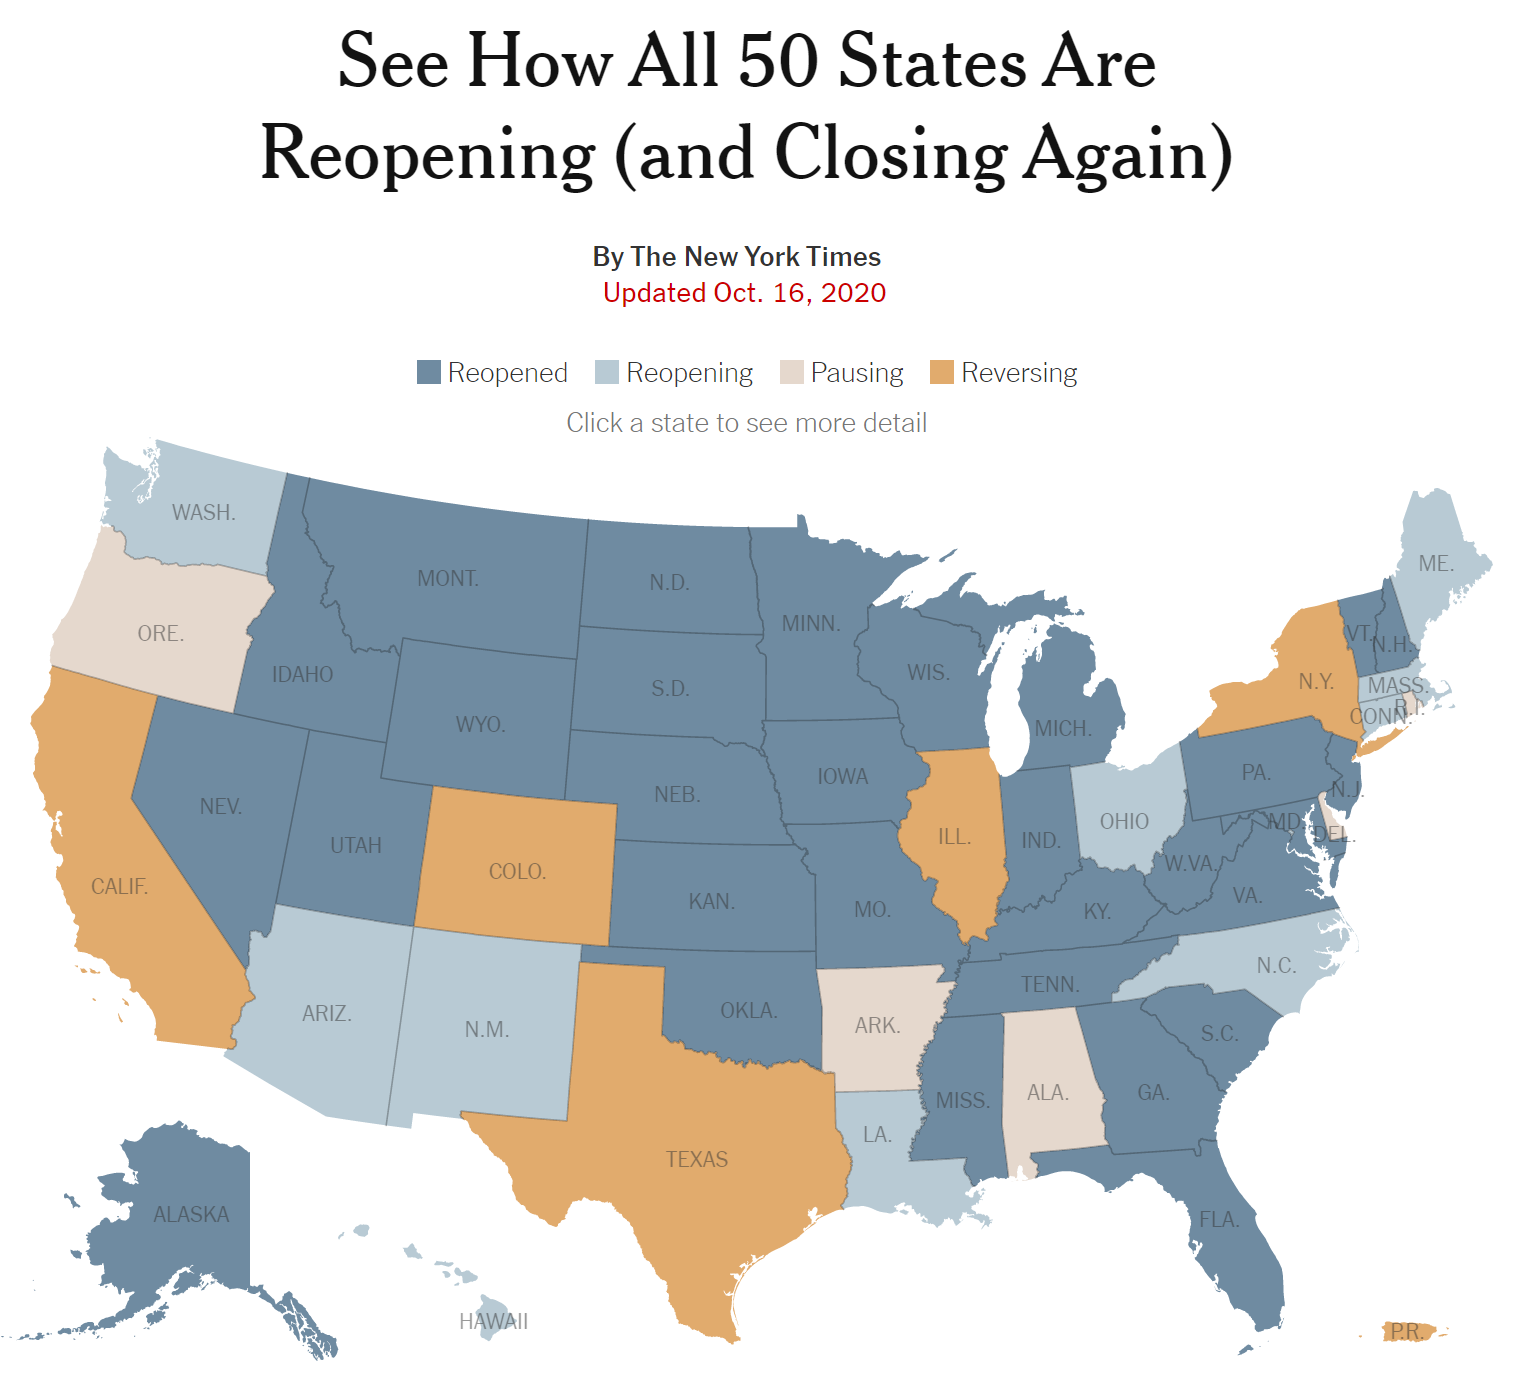 See How All 50 States Are
Reopening (and Closing Again)
By The New York Times
Updated Oct. 16, 2020
Reopened Reopening Pausing Reversing
Click a state to see more detail
WASH.
ME.
MONT.
N.D.
MINN.
ORE.
VT.
N.H.
IDAHO
WIS.
N.Y.
MASS.
S.D.
R.I.
CONN.
WYO.
MICH.
PA.
IOWA
N.J.
NEB.
NEV.
OHIO
MD.
DEL.
ILL.
IND.
UTAH
W.VA.
COLO.
CALIF.
VA.
KAN.
MO.
KY.
N.C.
TENN.
OKLA.
ARIZ.
ARK.
N.M.
S.C.
ALA.
GA.
MISS.
LA.
TEXAS
ALASKA
FLA.
HAWAII
P.R.